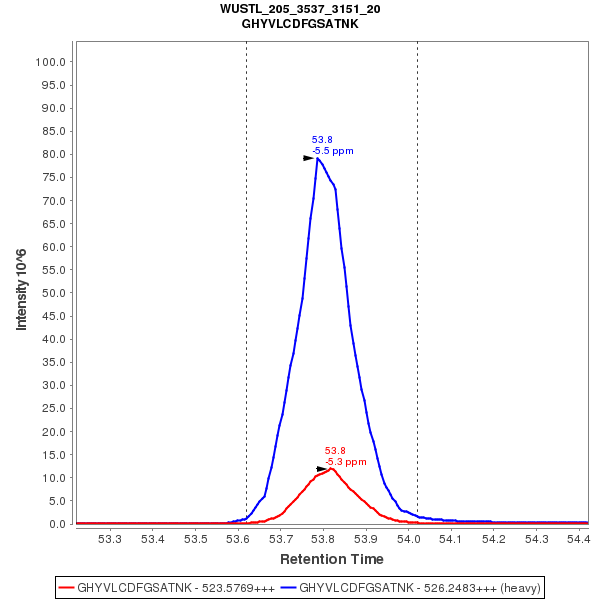 WUSTL_205_3537_3151_20
GHYVLCDFGSATNK
Intensity 10^6
100.0
95.0
90.0
85.0
80.0
75.0
70.0
65.0
60.0
55.0
50.0
45.0
40.0
35.0
30.0
25.0
20.0
15.0
10.0
5.0
0.0
53.8
-5.5 ppm
53.8
-5.3 ppm
53.3 53.4 53.5 53.6 53.7 53.8 53.9 54.0 54.1 54.2 54.3 54.4
Retention Time
GHYVLCDFGSATNK - 523.5769+++ GHYVLCDFGSATNK - 526.2483+++ (heavy)